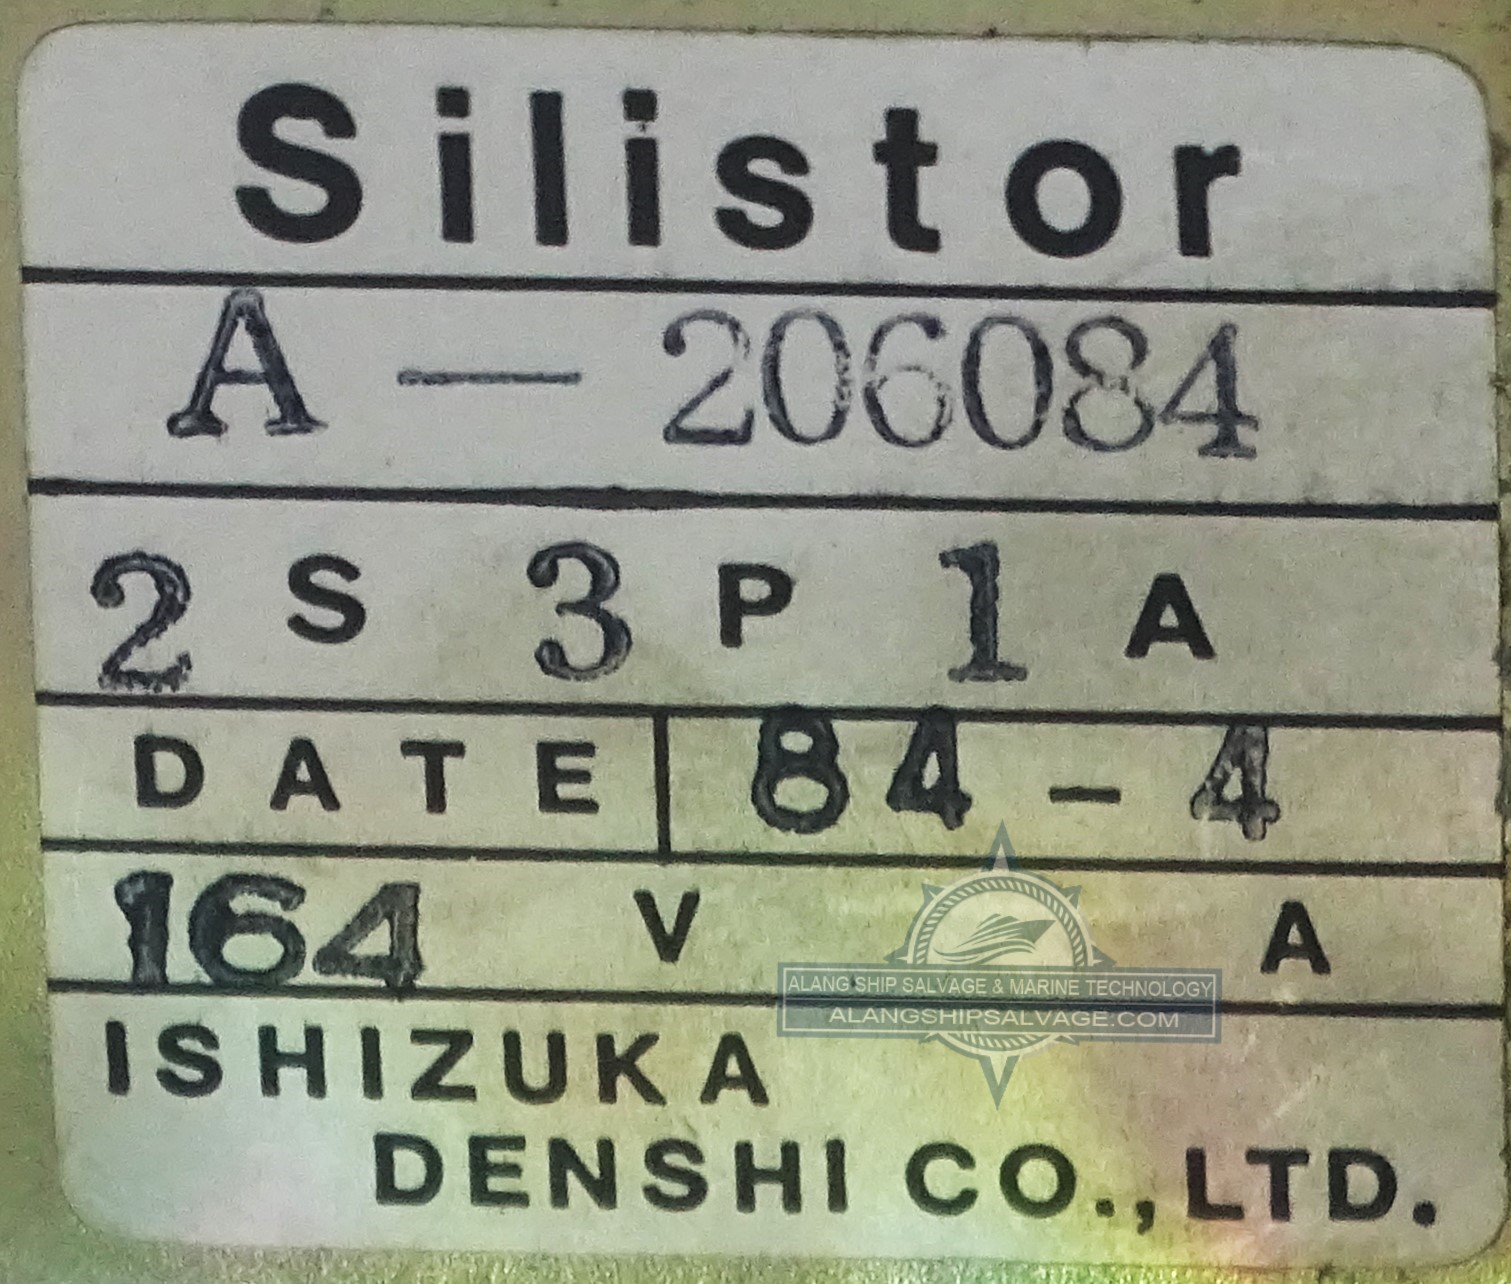 Silistor
A — 206084
2 S 3 P 1 A
DATE 84 - 4
164 V A
ALANG SHIP SALVAGE & MARINE TECHNOLOGY
ALANGSHIPSALVAGE.COM
ISHIZUKA
DENSHI CO., LTD.